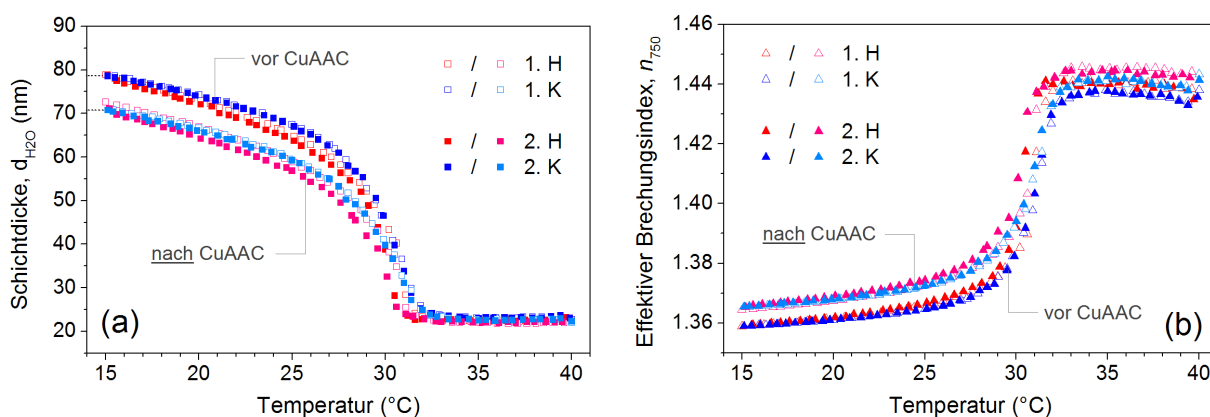 90
80
70
60
50
40
30
20
Schichtdicke, d_H2O (nm)
vor CuAAC
nach CuAAC
/ 1. H
/ 1. K
/ 2. H
/ 2. K
(a)
15 20 25 30 35 40
Temperatur (°C)
1.46
1.44
1.42
1.40
1.38
1.36
Effektiver Brechungsindex, n750
/ 1. H
/ 1. K
/ 2. H
/ 2. K
nach CuAAC
vor CuAAC
(b)
15 20 25 30 35 40
Temperatur (°C)